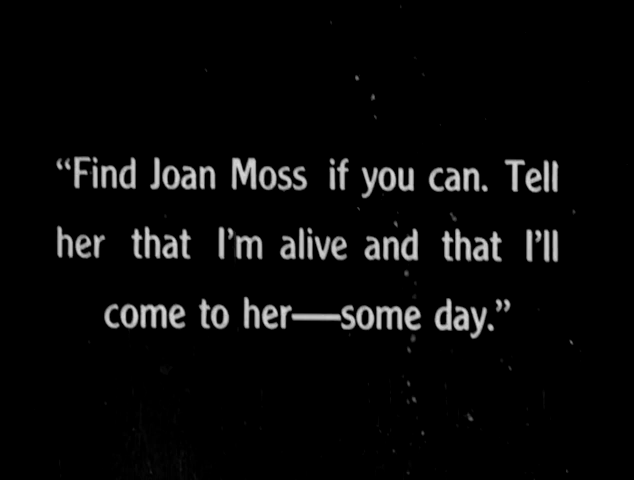 “Find Joan Moss if you can. Tell
her that I’m alive and that I’ll
come to her—some day.”